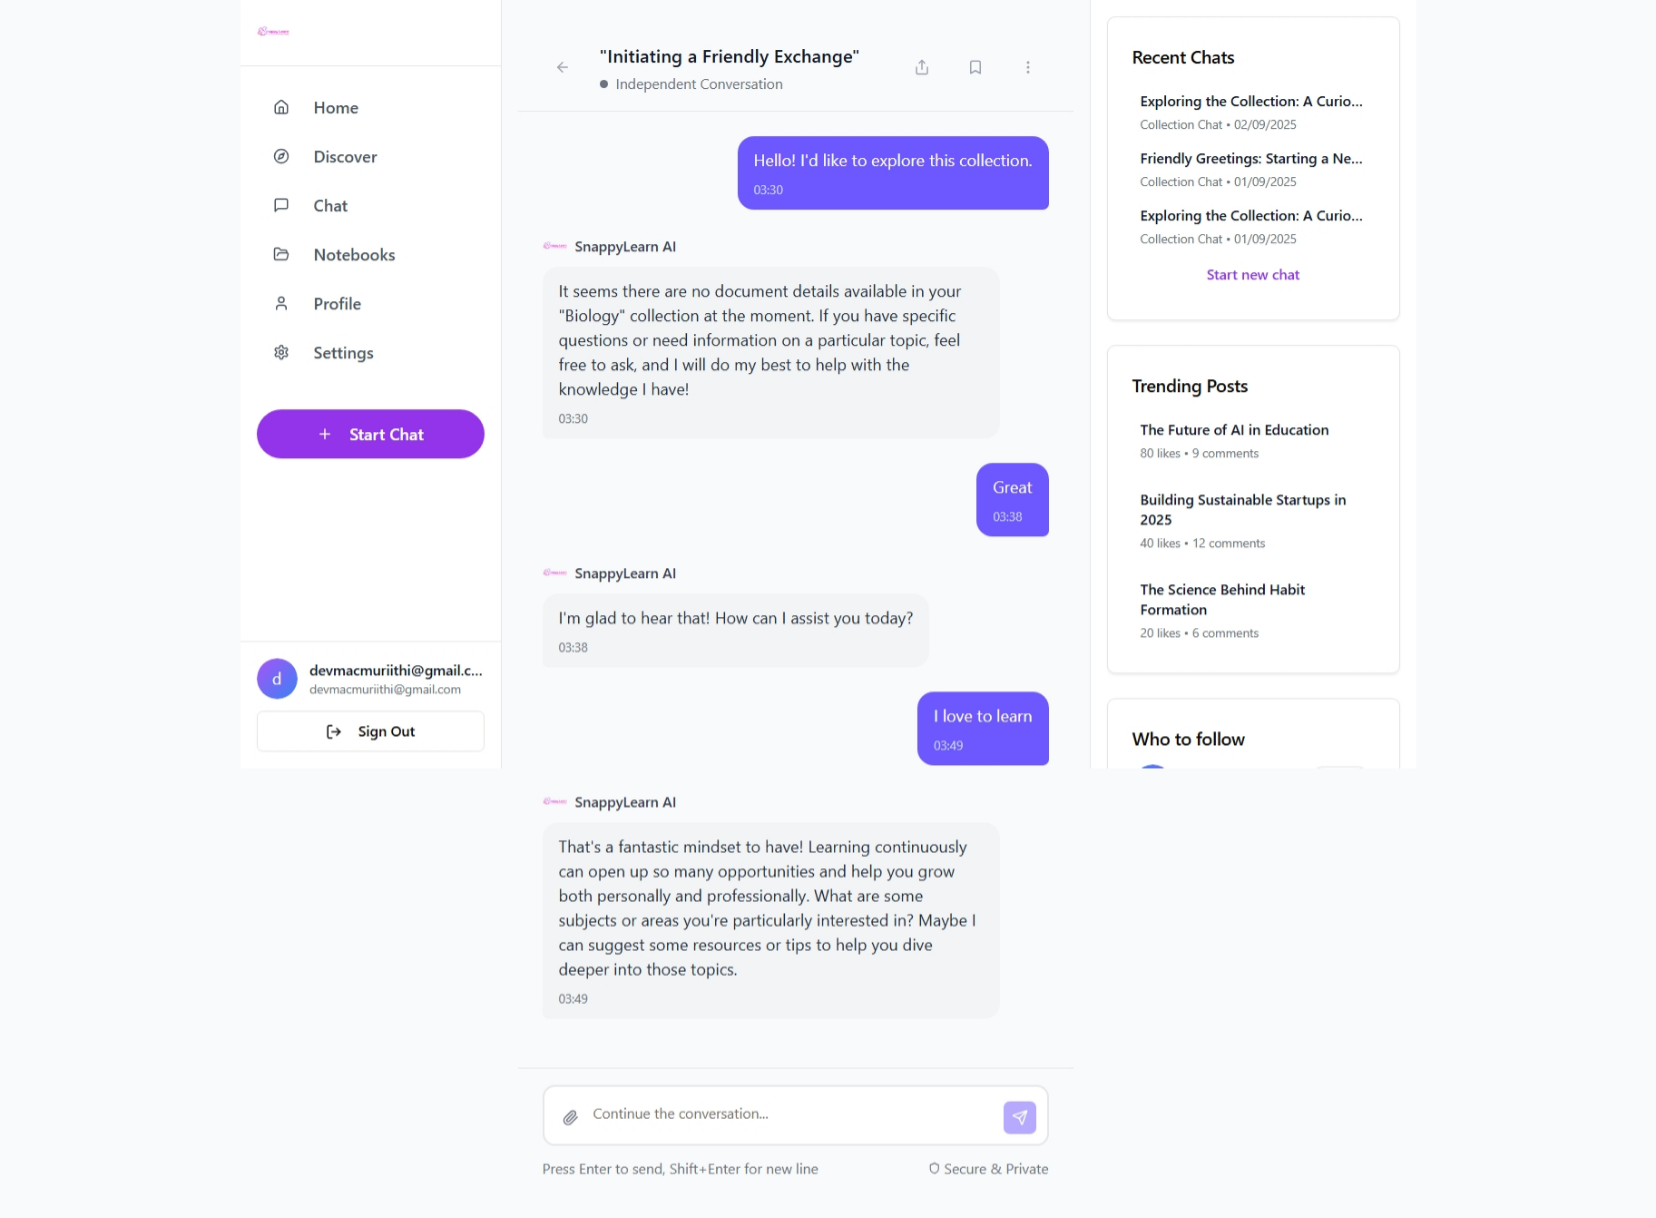 Home
Discover
Chat
Notebooks
Profile
Settings
+ Start Chat
d
devmacmuriithi@gmail.c...
devmacmuriithi@gmail.com
Sign Out
"Initiating a Friendly Exchange"
Independent Conversation
Hello! I'd like to explore this collection.
03:30
SnappyLearn AI
It seems there are no document details available in your
"Biology" collection at the moment. If you have specific
questions or need information on a particular topic, feel
free to ask, and I will do my best to help with the
knowledge I have!
03:30
Great
03:38
SnappyLearn AI
I'm glad to hear that! How can I assist you today?
03:38
I love to learn
03:49
SnappyLearn AI
That's a fantastic mindset to have! Learning continuously
can open up so many opportunities and help you grow
both personally and professionally. What are some
subjects or areas you're particularly interested in? Maybe I
can suggest some resources or tips to help you dive
deeper into those topics.
03:49
Continue the conversation...
Press Enter to send, Shift+Enter for new line
Secure & Private
Recent Chats
Exploring the Collection: A Curio...
Collection Chat • 02/09/2025
Friendly Greetings: Starting a Ne...
Collection Chat • 01/09/2025
Exploring the Collection: A Curio...
Collection Chat • 01/09/2025
Start new chat
Trending Posts
The Future of AI in Education
80 likes • 9 comments
Building Sustainable Startups in
2025
40 likes • 12 comments
The Science Behind Habit
Formation
20 likes • 6 comments
Who to follow